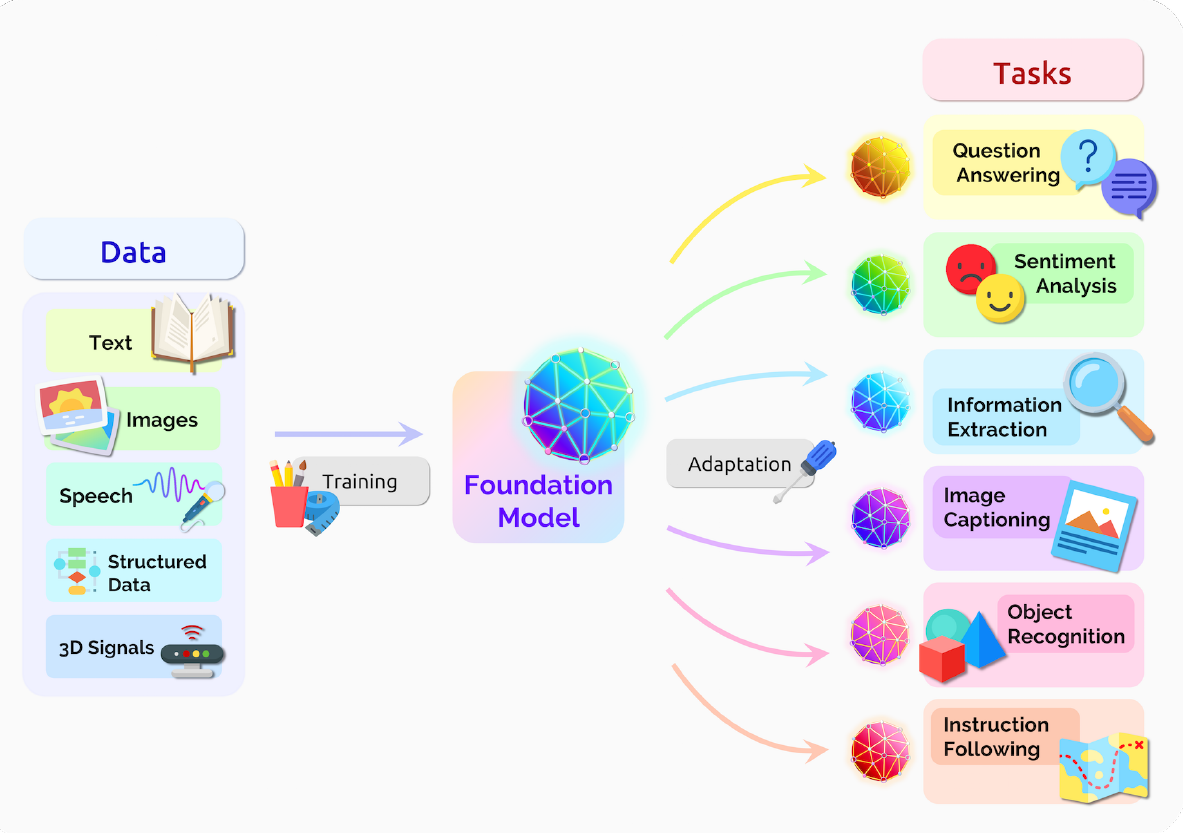 Data
Text
Images
Speech
Structured
Data
3D Signals
Training
Foundation
Model
Adaptation
Tasks
Question
Answering
?
Sentiment
Analysis
Information
Extraction
Image
Captioning
Object
Recognition
Instruction
Following